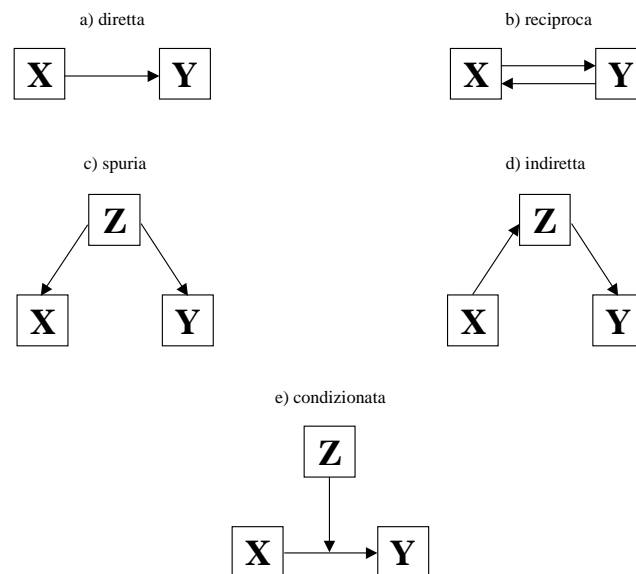 a) diretta
b) reciproca
X Y
X Y
c) spuria
d) indiretta
Z
Z
X Y
X Y
e) condizionata
Z
X Y